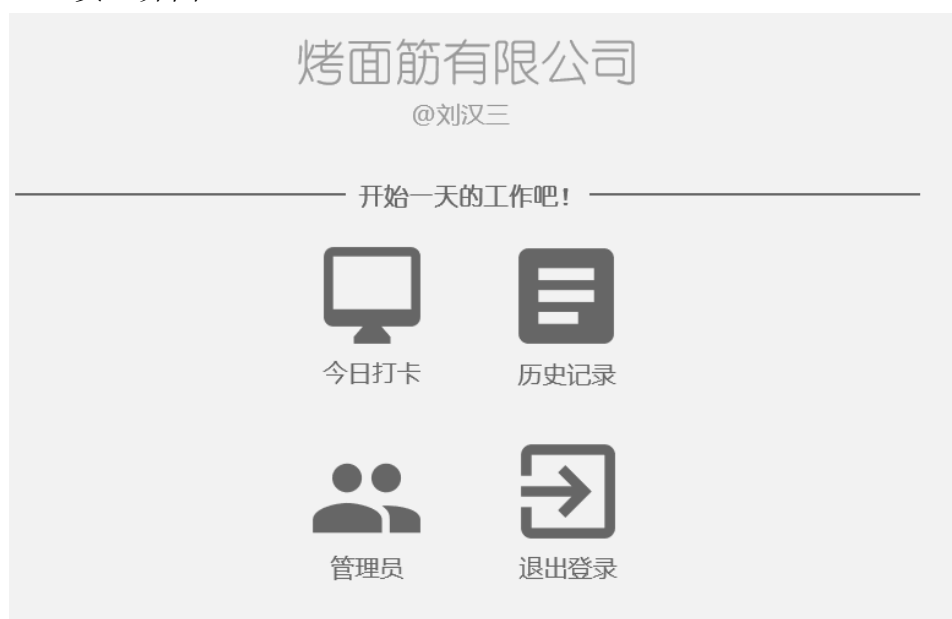 烤面筋有限公司
@刘汉三
开始一天的工作吧！
今日打卡
历史记录
管理员
退出登录